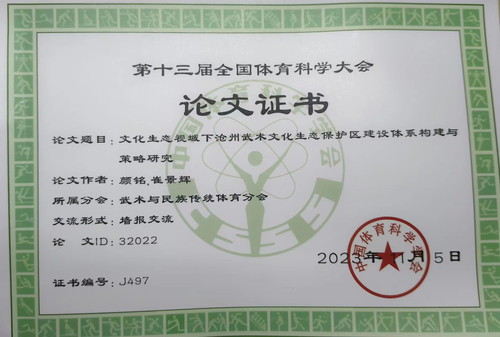 第十三届全国体育科学大会
论文证书
论文题目：文化生态视域下沧州武术文化生态保护区建设体系构建与
策略研究
论文作者：颜铭,崔景辉
所属分会：武术与民族传统体育分会
交流形式：墙报交流
论　文ID：32022
2023年11月5日
中国体育科学学会
证书编号：J497